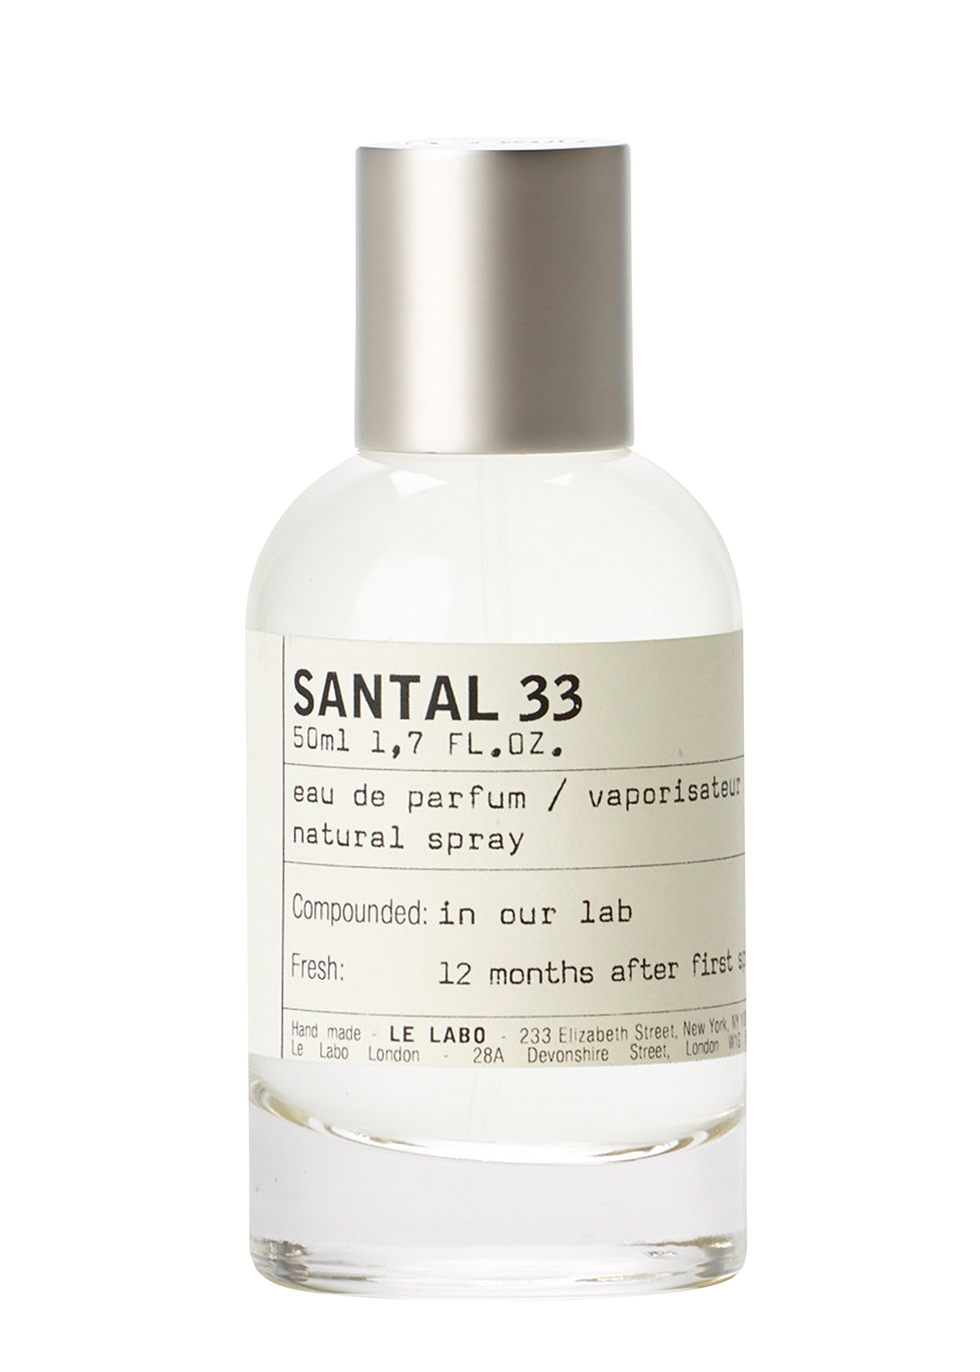 SANTAL 33
50ml 1,7 FL.OZ.
eau de parfum / vaporisateur
natural spray
Compounded: in our lab
Fresh: 12 months after first
Hand made - LE LABO - 233 Elizabeth Street, New York, NY
Le Labo London - 28A Devonshire Street, London W1G